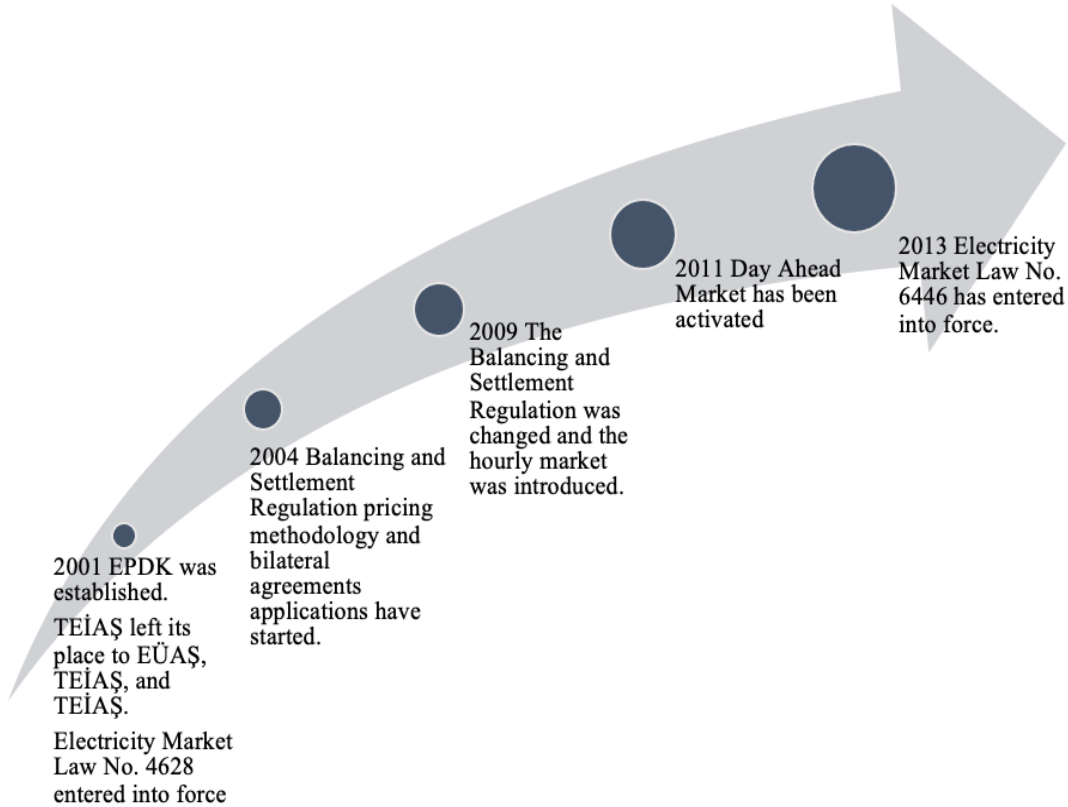 2001 EPDK was
established.
TEİAŞ left its
place to EÜAŞ,
TEİAŞ, and
TEİAŞ.
Electricity Market
Law No. 4628
entered into force
2004 Balancing and
Settlement
Regulation pricing
methodology and
bilateral
agreements
applications have
started.
2009 The
Balancing and
Settlement
Regulation was
changed and the
hourly market
was introduced.
2011 Day Ahead
Market has been
activated
2013 Electricity
Market Law No.
6446 has entered
into force.